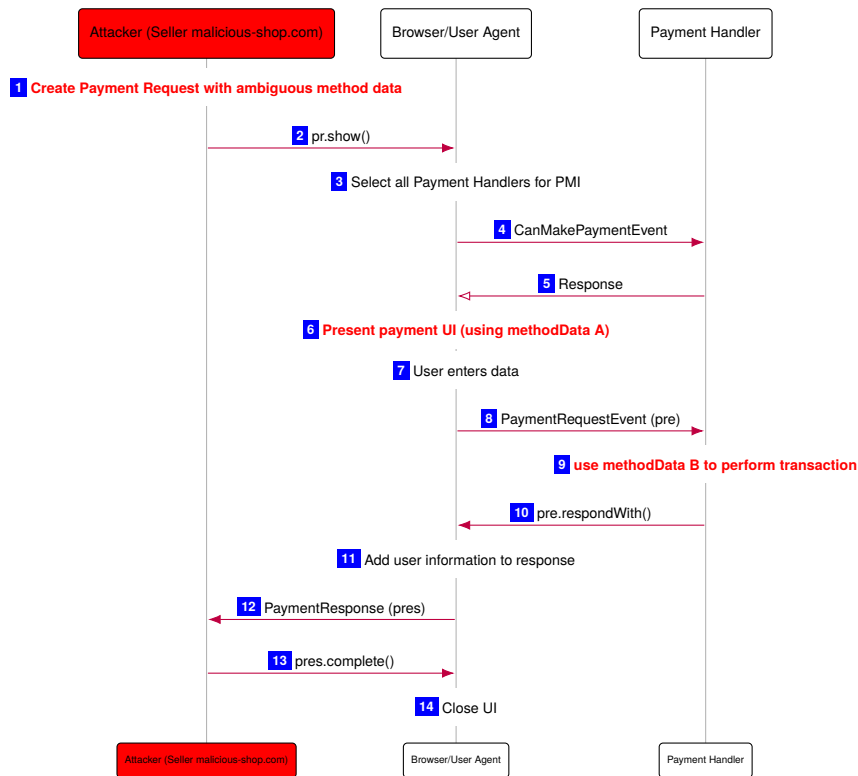 Attacker (Seller malicious-shop.com) Browser/User Agent Payment Handler
1 Create Payment Request with ambiguous method data
2 pr.show()
3 Select all Payment Handlers for PMI
4 CanMakePaymentEvent
5 Response
6 Present payment UI (using methodData A)
7 User enters data
8 PaymentRequestEvent (pre)
9 use methodData B to perform transaction
10 pre.respondWith()
11 Add user information to response
12 PaymentResponse (pres)
13 pres.complete()
14 Close UI
Attacker (Seller malicious-shop.com) Browser/User Agent Payment Handler